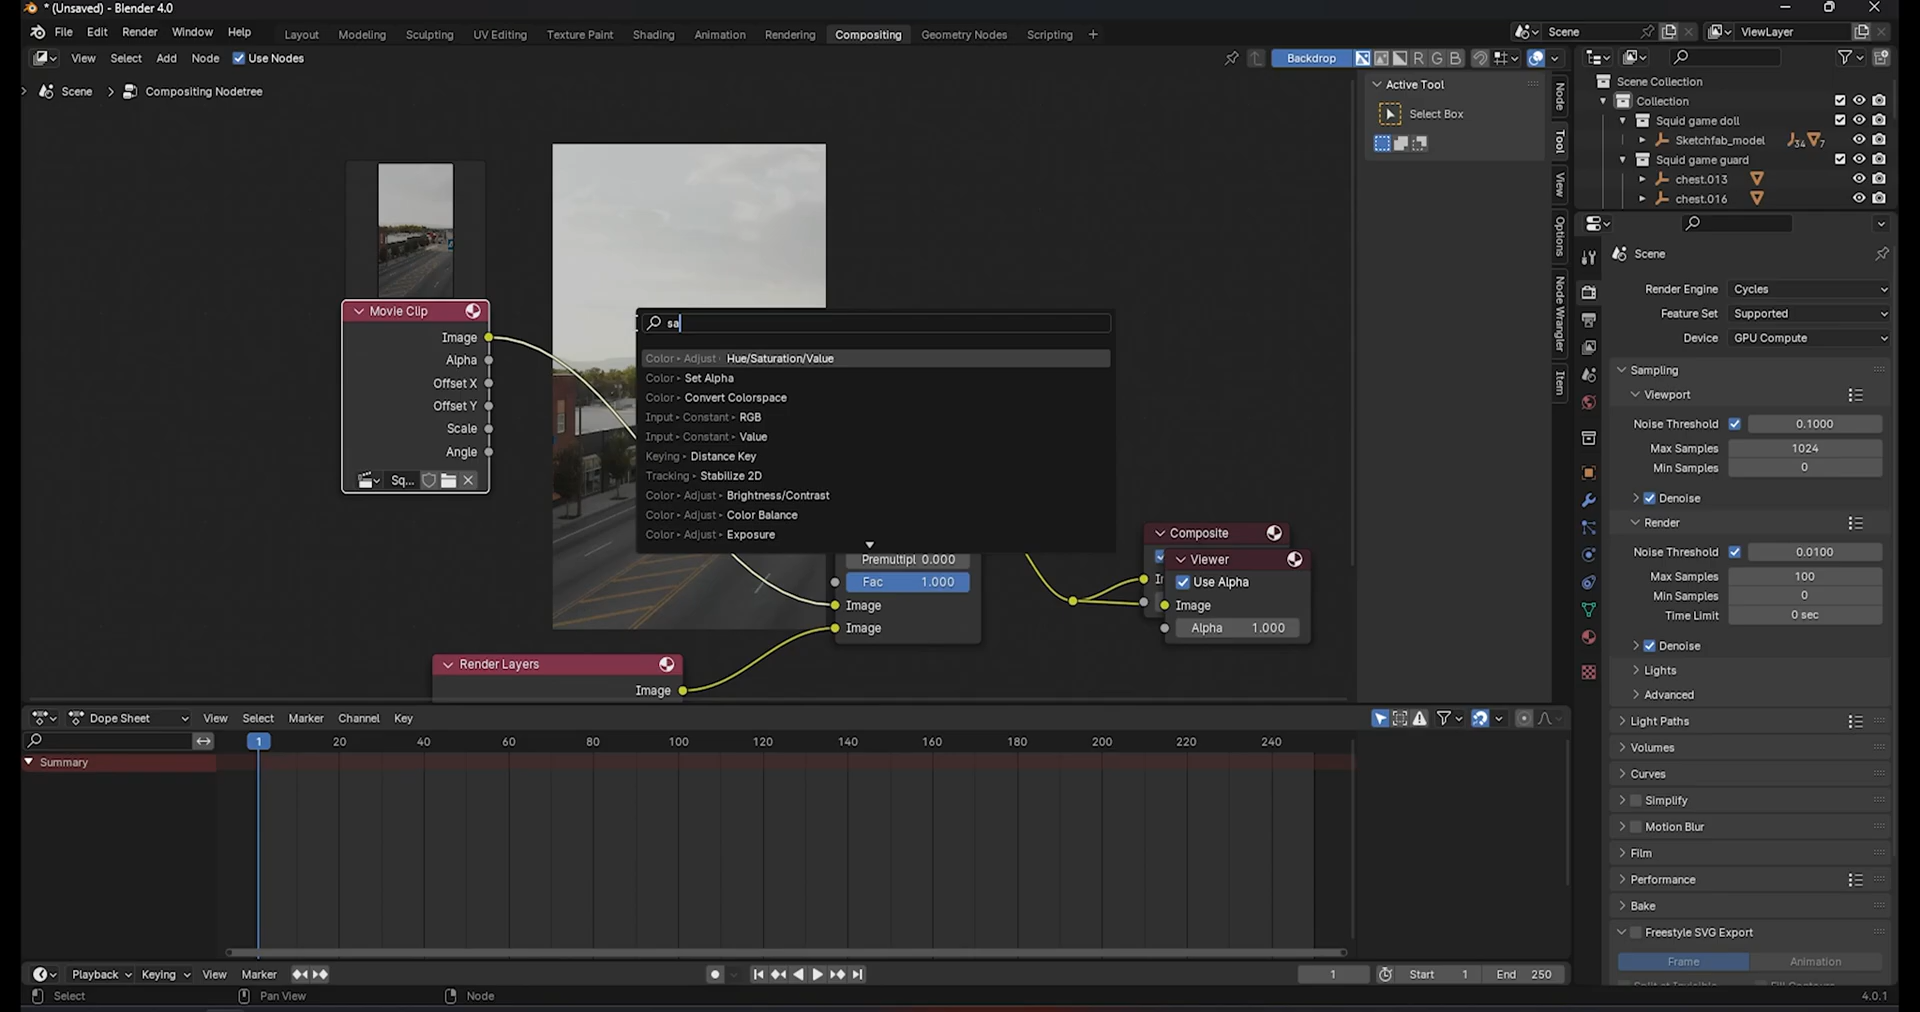 * (Unsaved) - Blender 4.0
File Edit Render Window Help Layout Modeling Sculpting UV Editing Texture Paint Shading Animation Rendering Compositing Geometry Nodes Scripting + Scene ViewLayer
View Select Add Node Use Nodes Backdrop R G B
Scene > Compositing Nodetree
Movie Clip
Image
Alpha
Offset X
Offset Y
Scale
Angle
Sq...
sa
Color ▸ Adjust ▸ Hue/Saturation/Value
Color ▸ Set Alpha
Color ▸ Convert Colorspace
Input ▸ Constant ▸ RGB
Input ▸ Constant ▸ Value
Keying ▸ Distance Key
Tracking ▸ Stabilize 2D
Color ▸ Adjust ▸ Brightness/Contrast
Color ▸ Adjust ▸ Color Balance
Color ▸ Adjust ▸ Exposure
Premultipl 0.000
Fac 1.000
Image
Image
Composite
Viewer
Use Alpha
Image
Alpha 1.000
Render Layers
Image
Active Tool
Select Box
Node
Tool
View
Options
Node Wrangler
Item
Scene Collection
Collection
Squid game doll
Sketchfab_model 34 7
Squid game guard
chest.013
chest.016
Scene
Render Engine Cycles
Feature Set Supported
Device GPU Compute
Sampling
Viewport
Noise Threshold 0.1000
Max Samples 1024
Min Samples 0
Denoise
Render
Noise Threshold 0.0100
Max Samples 100
Min Samples 0
Time Limit 0 sec
Denoise
Lights
Advanced
Light Paths
Volumes
Curves
Simplify
Motion Blur
Film
Performance
Bake
Freestyle SVG Export
Frame Animation
Dope Sheet View Select Marker Channel Key
1 20 40 60 80 100 120 140 160 180 200 220 240
Summary
Playback Keying View Marker 1 Start 1 End 250
Select Pan View Node 4.0.1